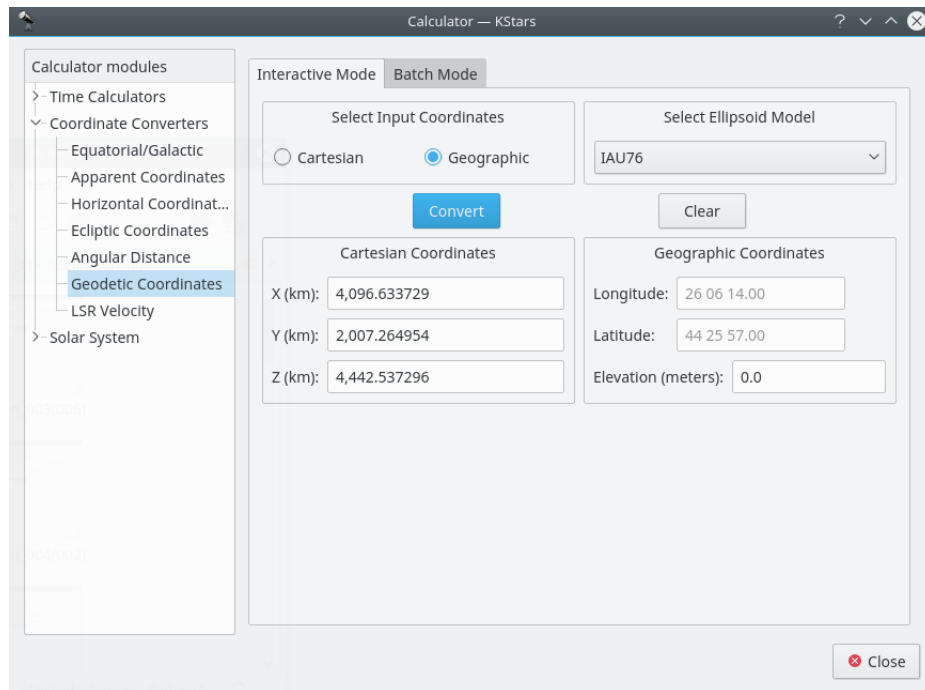 Calculator — KStars
Calculator modules
Time Calculators
Coordinate Converters
Equatorial/Galactic
Apparent Coordinates
Horizontal Coordinat...
Ecliptic Coordinates
Angular Distance
Geodetic Coordinates
LSR Velocity
Solar System
Interactive Mode Batch Mode
Select Input Coordinates
Cartesian Geographic
Select Ellipsoid Model
IAU76
Convert Clear
Cartesian Coordinates
X (km): 4,096.633729
Y (km): 2,007.264954
Z (km): 4,442.537296
Geographic Coordinates
Longitude: 26 06 14.00
Latitude: 44 25 57.00
Elevation (meters): 0.0
Close